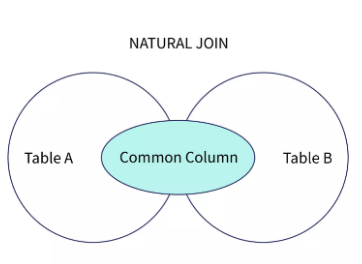 NATURAL JOIN
Table A
Common Column
Table B